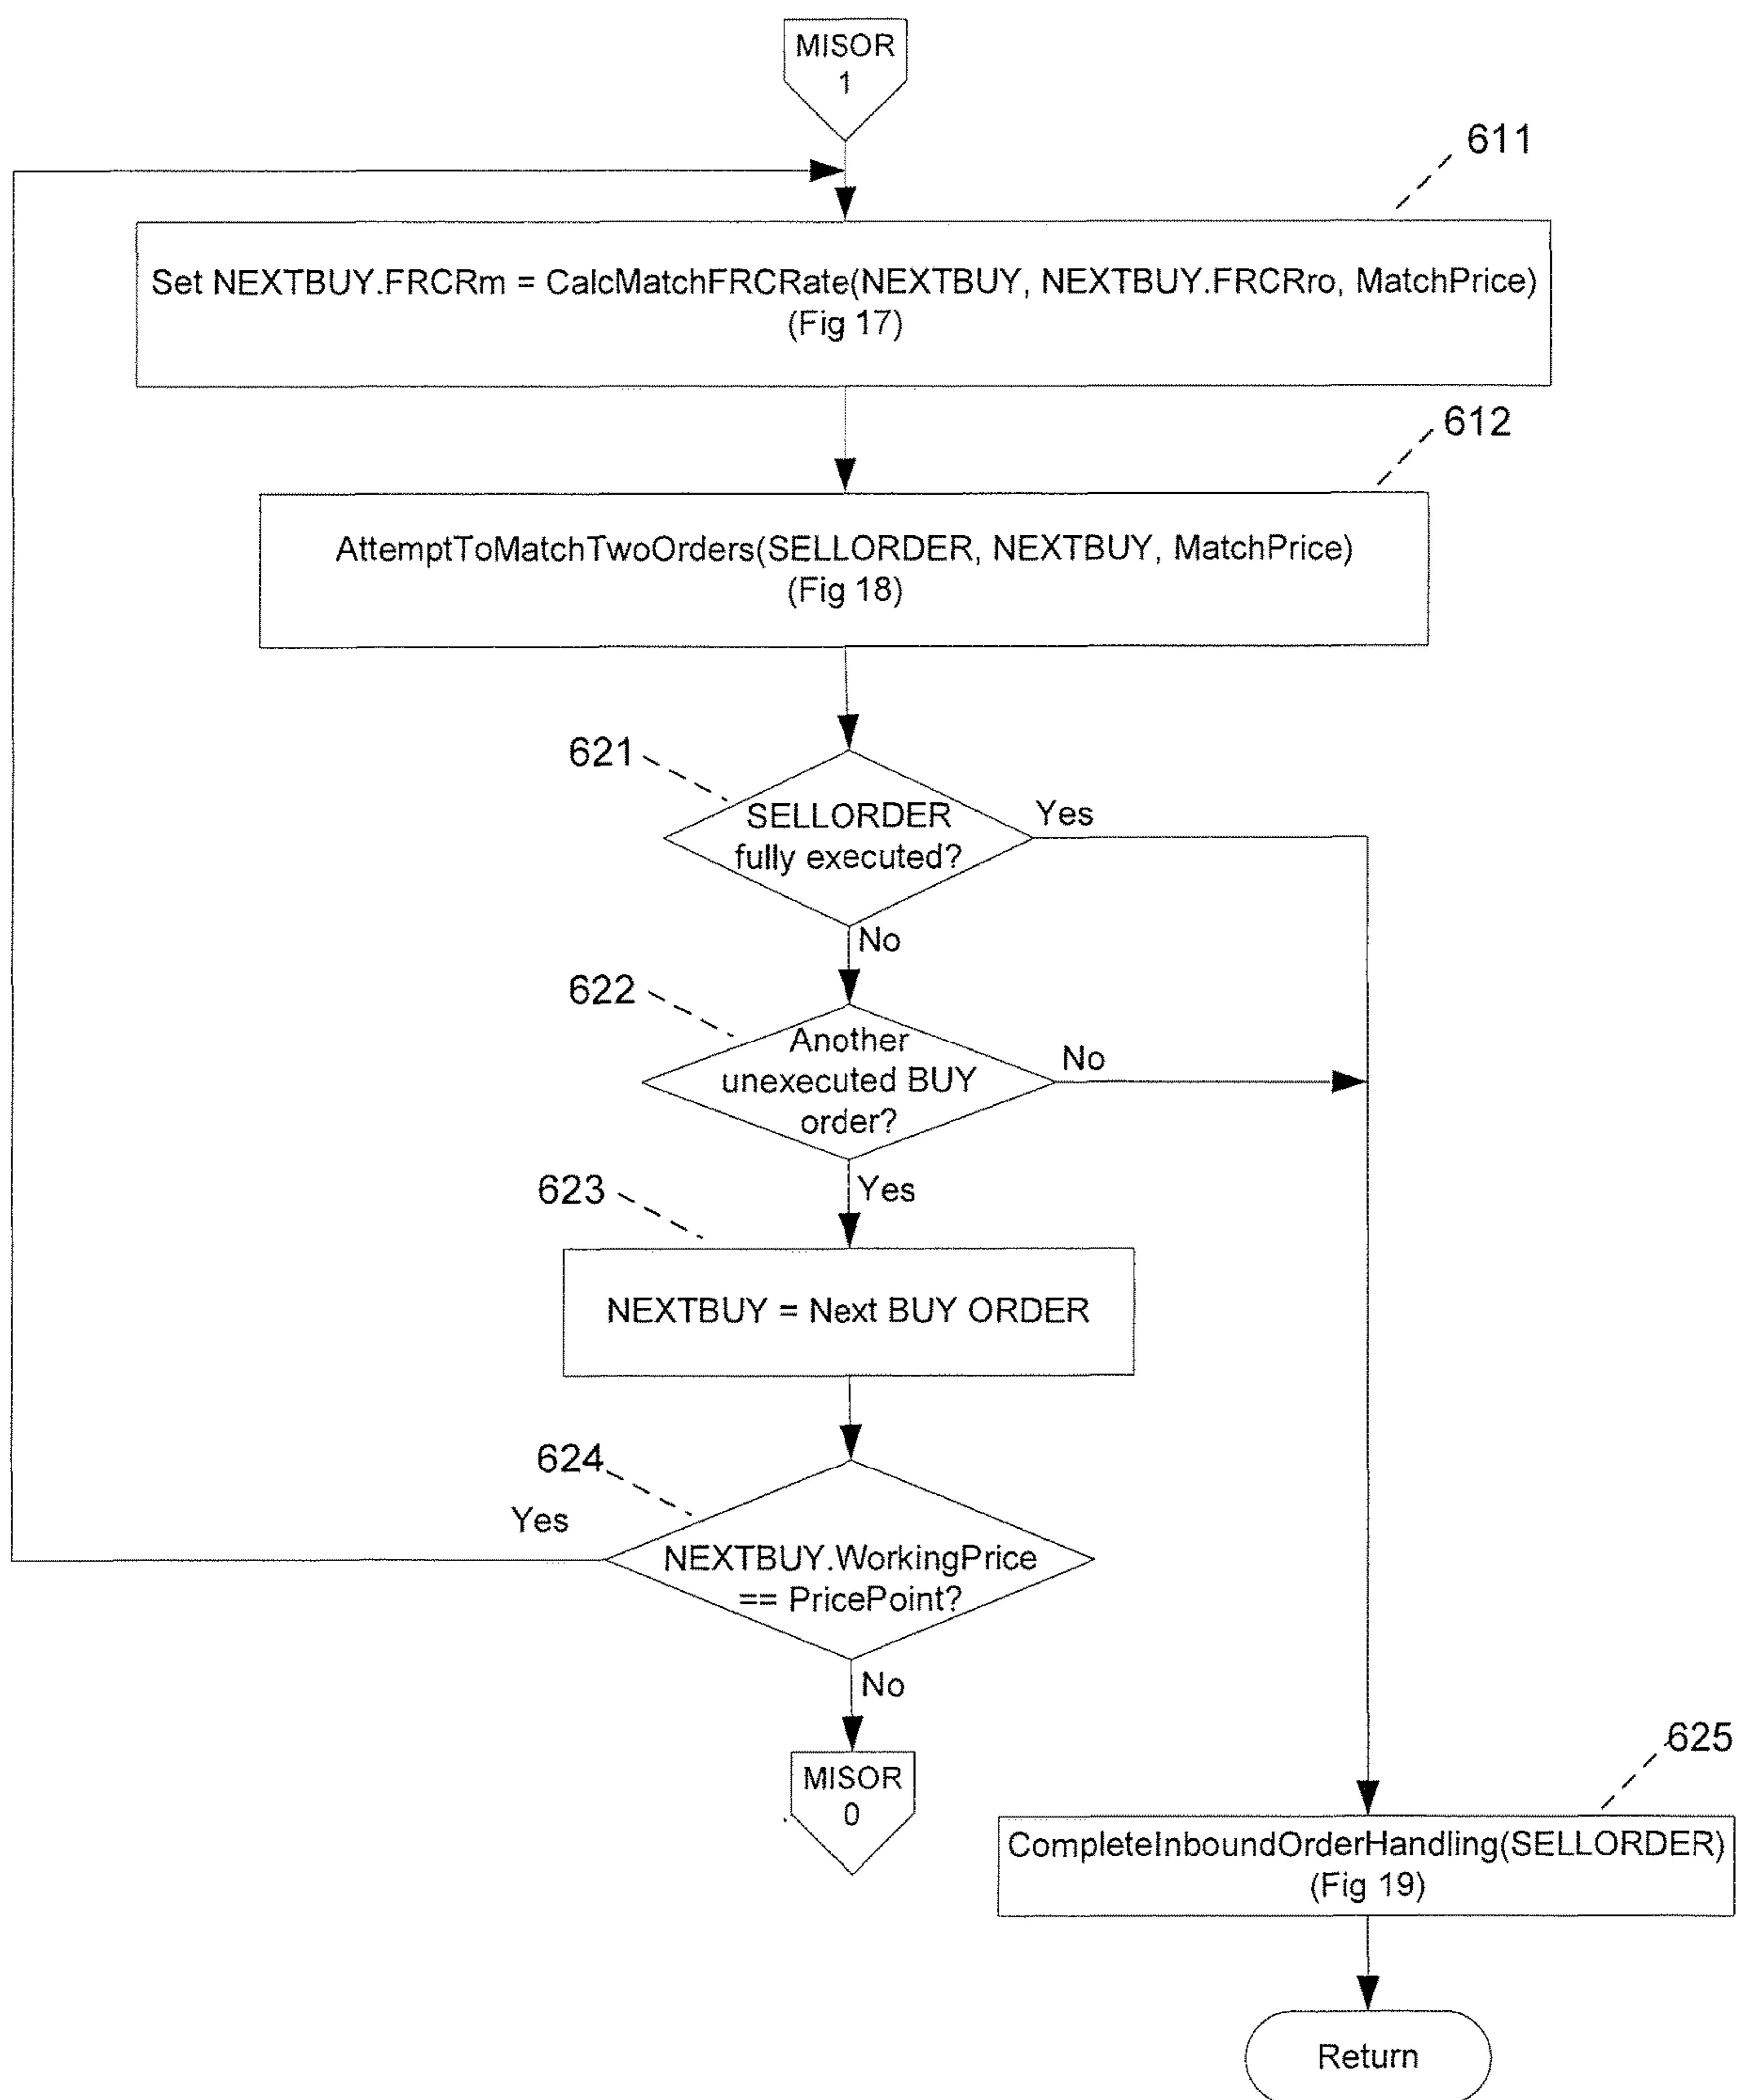 MISOR
1
611
Set NEXTBUY.FRCRm = CalcMatchFRCRate(NEXTBUY, NEXTBUY.FRCRro, MatchPrice)
(Fig 17)
612
AttemptToMatchTwoOrders(SELLORDER, NEXTBUY, MatchPrice)
(Fig 18)
621
SELLORDER
fully executed?
Yes
No
622
Another
unexecuted BUY
order?
No
Yes
623
NEXTBUY = Next BUY ORDER
624
Yes
NEXTBUY.WorkingPrice
== PricePoint?
No
MISOR
0
625
CompleteInboundOrderHandling(SELLORDER)
(Fig 19)
Return